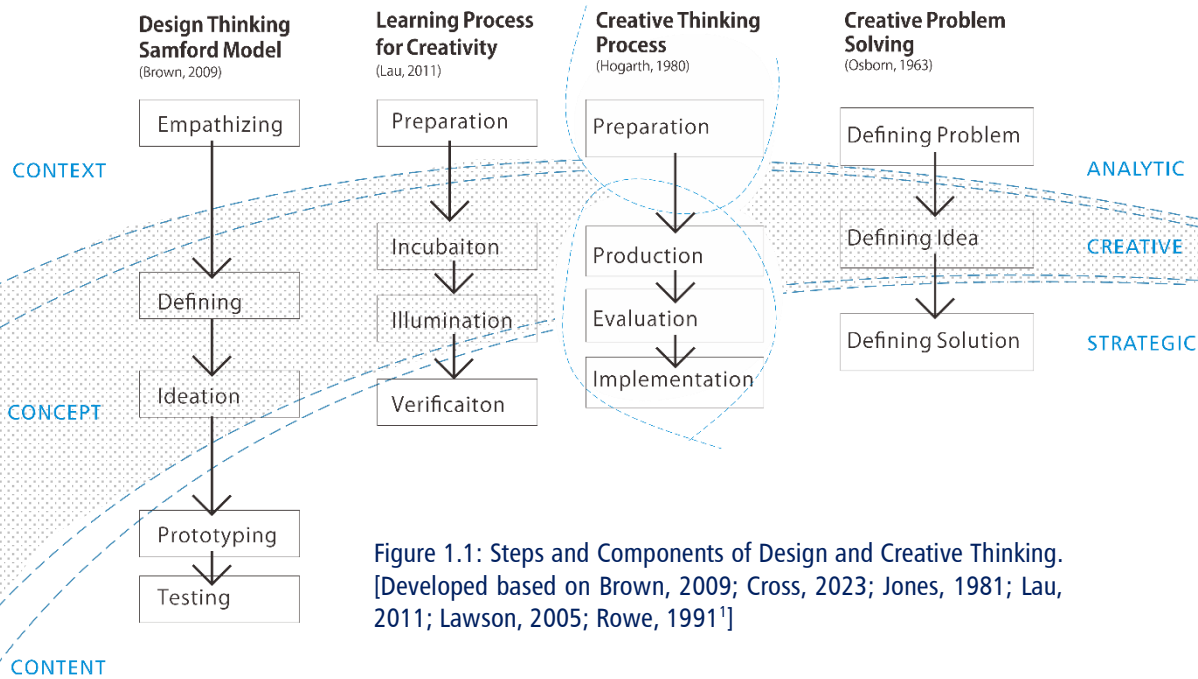 Design Thinking
Samford Model
(Brown, 2009)
Empathizing
Defining
Ideation
Prototyping
Testing
Learning Process
for Creativity
(Lau, 2011)
Preparation
Incubaiton
Illumination
Verificaiton
Creative Thinking
Process
(Hogarth, 1980)
Preparation
Production
Evaluation
Implementation
Creative Problem
Solving
(Osborn, 1963)
Defining Problem
Defining Idea
Defining Solution
CONTEXT
CONCEPT
CONTENT
ANALYTIC
CREATIVE
STRATEGIC
Figure 1.1: Steps and Components of Design and Creative Thinking.
[Developed based on Brown, 2009; Cross, 2023; Jones, 1981; Lau,
2011; Lawson, 2005; Rowe, 1991¹]